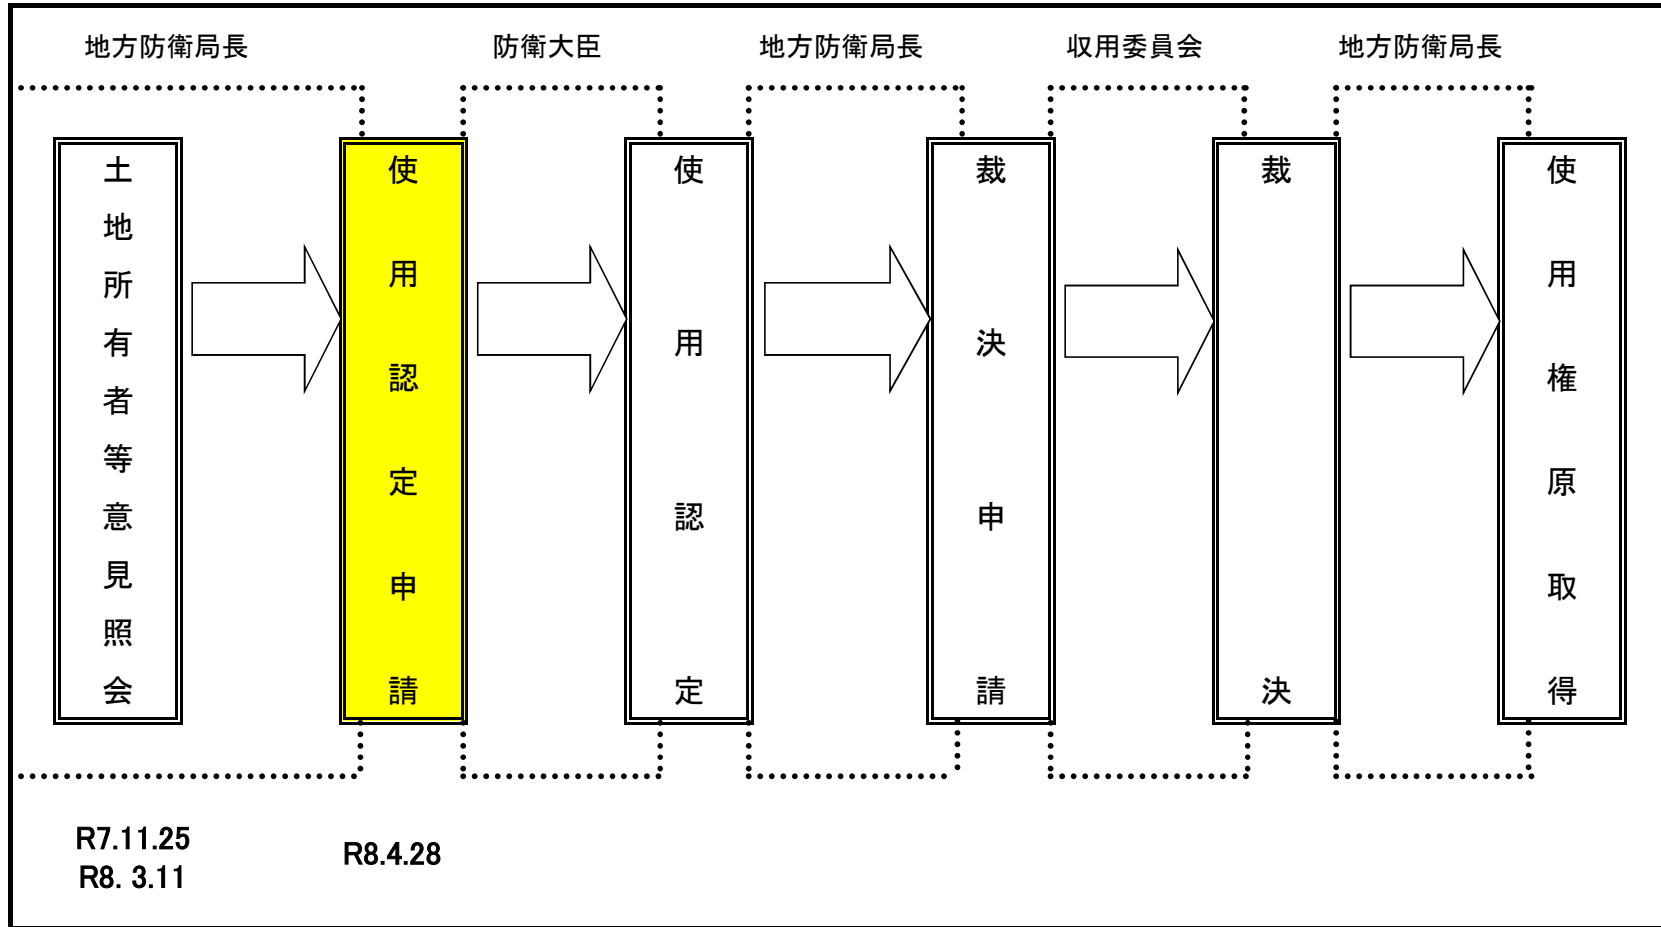 地方防衛局長
防衛大臣
地方防衛局長
収用委員会
地方防衛局長
土地所有者等意見照会
使用認定申請
使用認定
裁決申請
裁決
使用権原取得
R7.11.25
R8. 3.11
R8.4.28